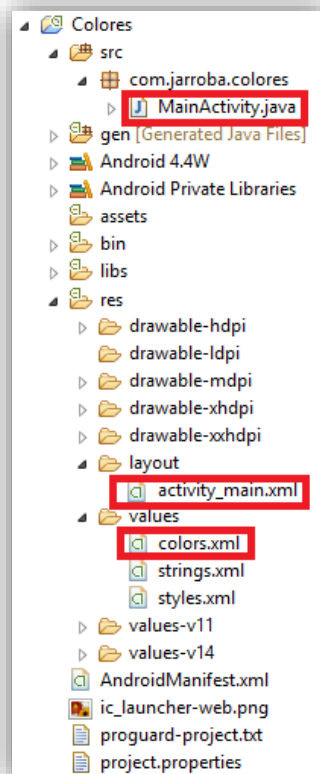 Colores
src
com.jarroba.colores
MainActivity.java
gen [Generated Java Files]
Android 4.4W
Android Private Libraries
assets
bin
libs
res
drawable-hdpi
drawable-ldpi
drawable-mdpi
drawable-xhdpi
drawable-xxhdpi
layout
activity_main.xml
values
colors.xml
strings.xml
styles.xml
values-v11
values-v14
AndroidManifest.xml
ic_launcher-web.png
proguard-project.txt
project.properties